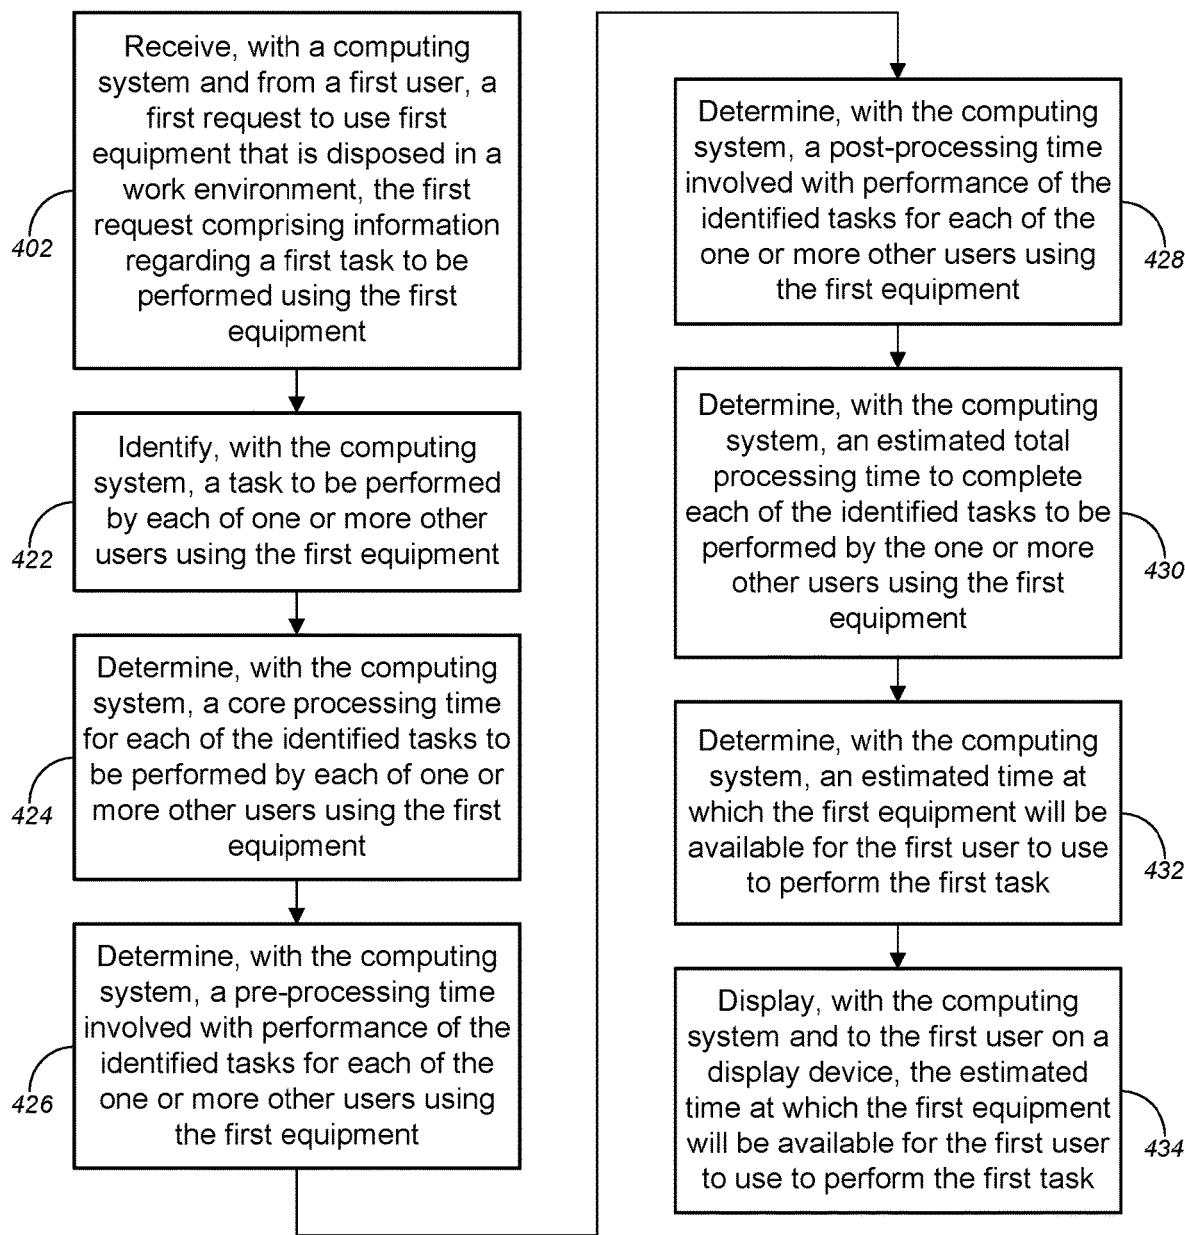 Receive, with a computing
system and from a first user, a
first request to use first
equipment that is disposed in a
work environment, the first
request comprising information
regarding a first task to be
performed using the first
equipment
402
Identify, with the computing
system, a task to be performed
by each of one or more other
users using the first equipment
422
Determine, with the computing
system, a core processing time
for each of the identified tasks to
be performed by each of one or
more other users using the first
equipment
424
Determine, with the computing
system, a pre-processing time
involved with performance of the
identified tasks for each of the
one or more other users using
the first equipment
426
Determine, with the computing
system, a post-processing time
involved with performance of the
identified tasks for each of the
one or more other users using
the first equipment
428
Determine, with the computing
system, an estimated total
processing time to complete
each of the identified tasks to be
performed by the one or more
other users using the first
equipment
430
Determine, with the computing
system, an estimated time at
which the first equipment will be
available for the first user to use
to perform the first task
432
Display, with the computing
system and to the first user on a
display device, the estimated
time at which the first equipment
will be available for the first user
to use to perform the first task
434